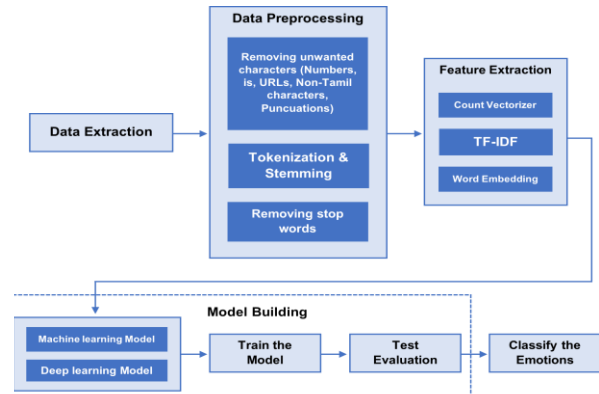 Data Preprocessing
Removing unwanted
characters (Numbers,
is, URLs, Non-Tamil
characters,
Puncuations)
Feature Extraction
Count Vectorizer
Data Extraction
TF-IDF
Tokenization &
Stemming
Word Embedding
Removing stop
words
Model Building
Machine learning Model
Deep learning Model
Train the
Model
Test
Evaluation
Classify the
Emotions